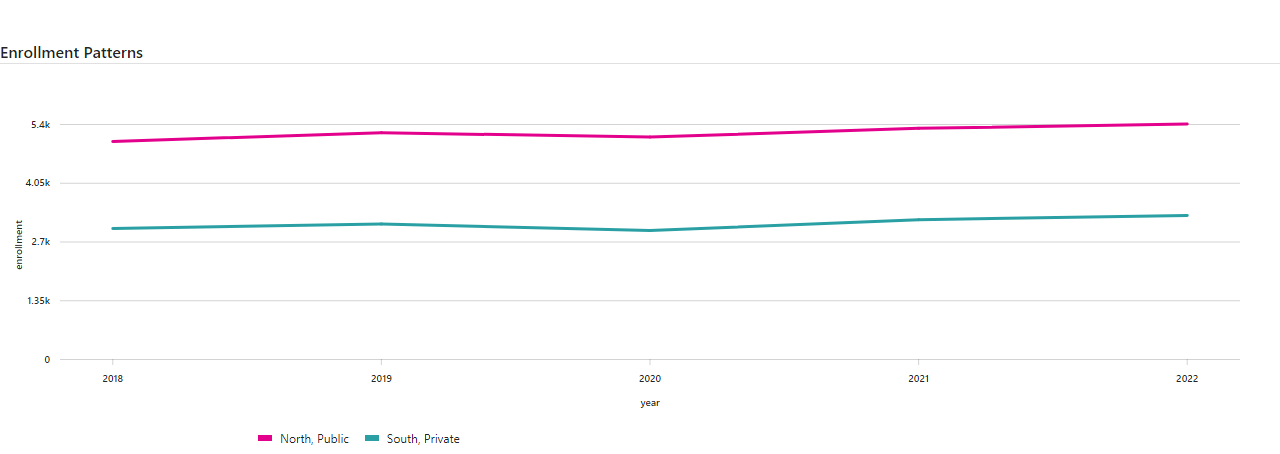 Enrollment Patterns
5.4k
4.05k
2.7k
1.35k
0
enrollment
2018 2019 2020 2021 2022
year
North, Public South, Private